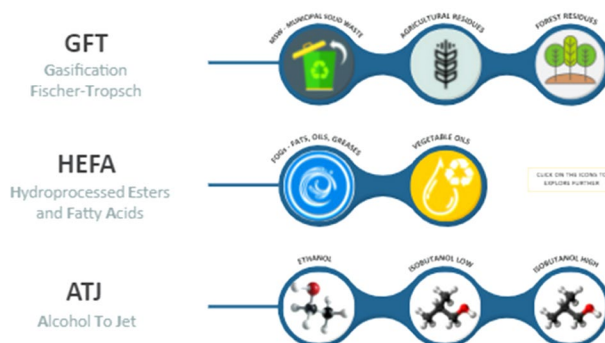 MSW - MUNICIPAL SOLID WASTE
AGRICULTURAL RESIDUES
FOREST RESIDUES
GFT
Gasification
Fischer-Tropsch
FOGs - FATS, OILS, GREASES
VEGETABLE OILS
HEFA
Hydroprocessed Esters
and Fatty Acids
CLICK ON THE ICONS TO
EXPLORE FURTHER
ETHANOL
ISOBUTANOL LOW
ISOBUTANOL HIGH
ATJ
Alcohol To Jet